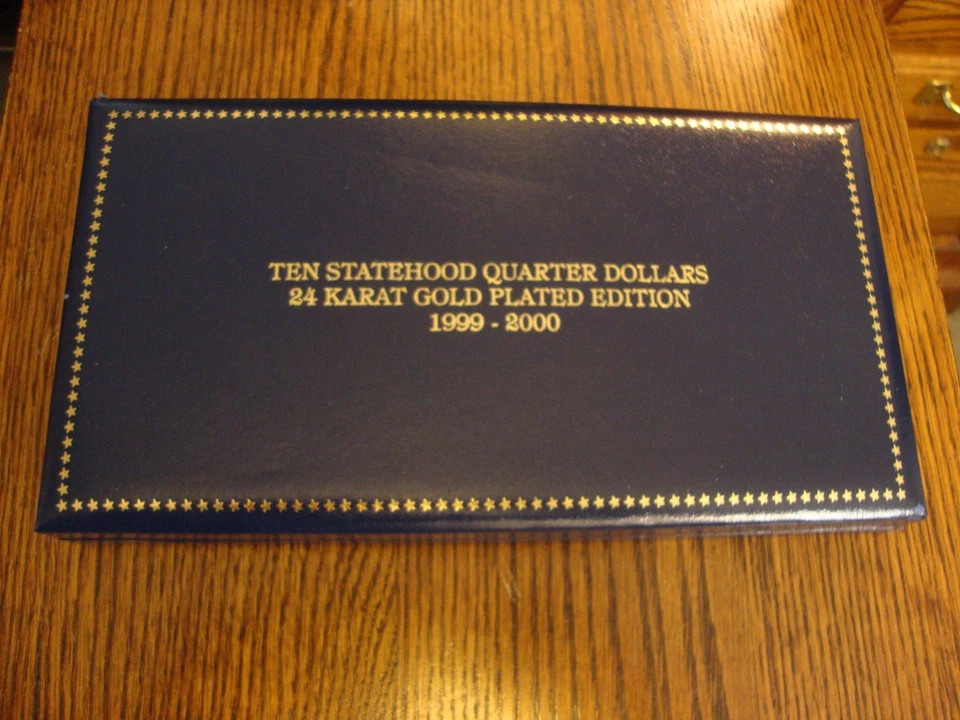 TEN STATEHOOD QUARTER DOLLARS
24 KARAT GOLD PLATED EDITION
1999 - 2000